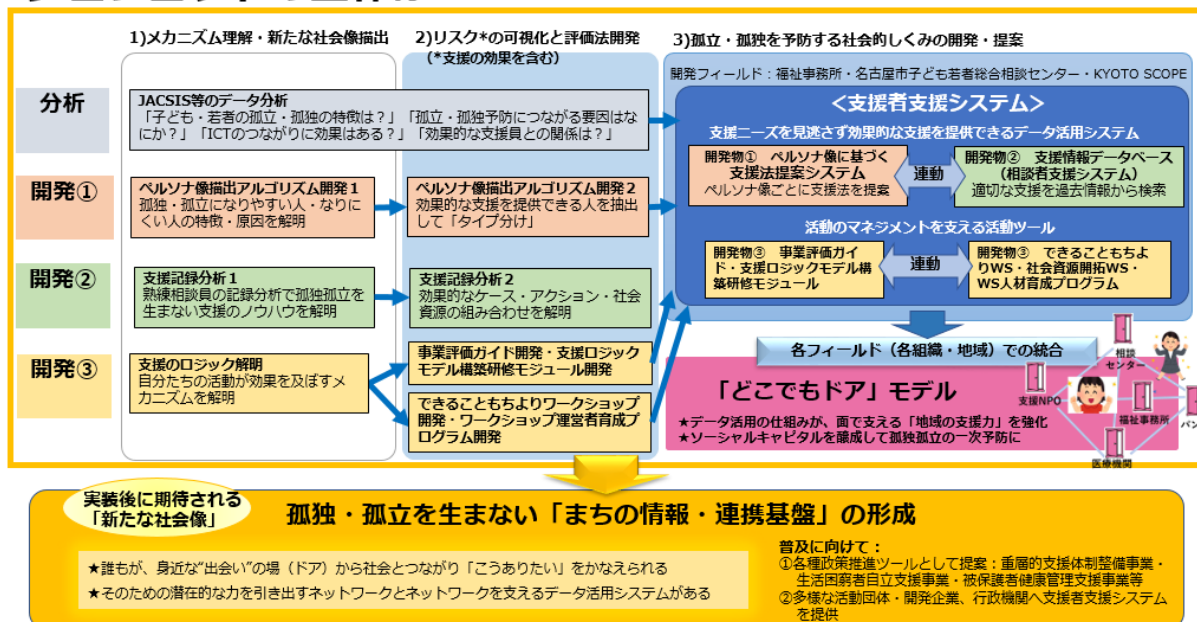 1)メカニズム理解・新たな社会像描出
2)リスク*の可視化と評価法開発
(*支援の効果を含む)
3)孤立・孤独を予防する社会的しくみの開発・提案
開発フィールド：福祉事務所・名古屋市子ども若者総合相談センター・KYOTO SCOPE
分析
JACSIS等のデータ分析
「子ども・若者の孤立・孤独の特徴は？」「孤立・孤独予防につながる要因はな
にか？」「ICTのつながりに効果はある？」「効果的な支援員との関係は？」
＜支援者支援システム＞
支援ニーズを見逃さず効果的な支援を提供できるデータ活用システム
開発物① ペルソナ像に基づく
支援法提案システム
ペルソナ像ごとに支援法を提案
連動
開発物② 支援情報データベース
(相談者支援システム)
適切な支援を過去情報から検索
開発①
ペルソナ像描出アルゴリズム開発１
孤独・孤立になりやすい人・なりに
くい人の特徴・原因を解明
ペルソナ像描出アルゴリズム開発２
効果的な支援を提供できる人を抽出
して「タイプ分け」
活動のマネジメントを支える活動ツール
開発物③ 事業評価ガイ
ド・支援ロジックモデル構
築研修モジュール
連動
開発物③ できることもちよ
りWS・社会資源開拓WS・
WS人材育成プログラム
開発②
支援記録分析１
熟練相談員の記録分析で孤独孤立を
生まない支援のノウハウを解明
支援記録分析２
効果的なケース・アクション・社会
資源の組み合わせを解明
開発③
支援のロジック解明
自分たちの活動が効果を及ぼすメ
カニズムを解明
事業評価ガイド開発・支援ロジック
モデル構築研修モジュール開発
できることもちよりワークショップ
開発・ワークショップ運営者育成プ
ログラム開発
各フィールド（各組織・地域）での統合
「どこでもドア」モデル
★データ活用の仕組みが、面で支える「地域の支援力」を強化
★ソーシャルキャピタルを醸成して孤独孤立の一次予防に
相談
センター
支援NPO
福祉事務所
医療機関
実装後に期待される
「新たな社会像」
孤独・孤立を生まない「まちの情報・連携基盤」の形成
★誰もが、身近な“出会い”の場（ドア）から社会とつながり「こうありたい」をかなえられる
★そのための潜在的な力を引き出すネットワークとネットワークを支えるデータ活用システムがある
普及に向けて：
①各種政策推進ツールとして提案：重層的支援体制整備事業・
生活困窮者自立支援事業・被保護者健康管理支援事業等
②多様な活動団体・開発企業、行政機関へ支援者支援システム
を提供